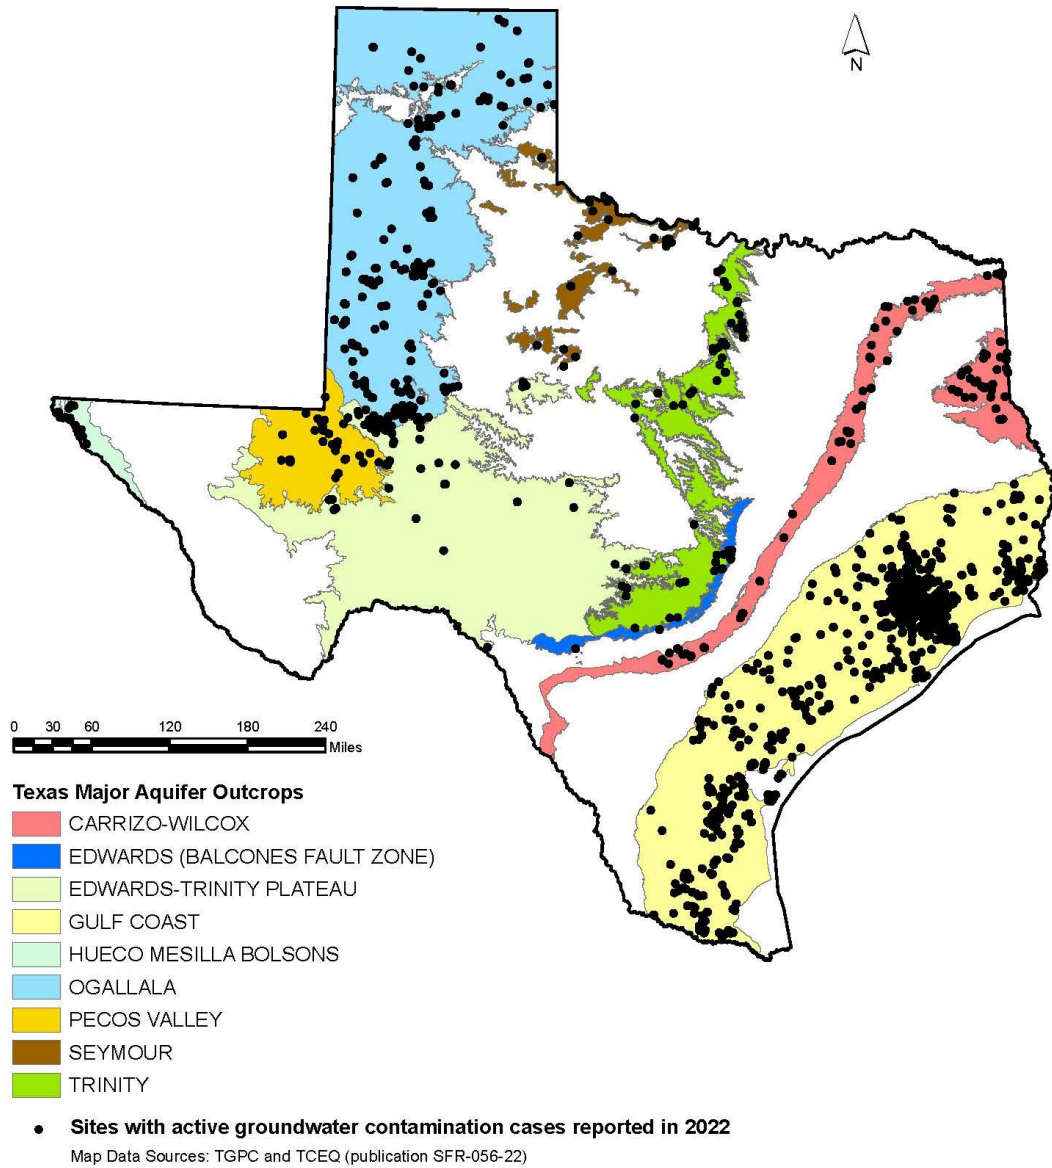 N
0 30 60 120 180 240
Miles
Texas Major Aquifer Outcrops
CARRIZO-WILCOX
EDWARDS (BALCONES FAULT ZONE)
EDWARDS-TRINITY PLATEAU
GULF COAST
HUECO MESILLA BOLSONS
OGALLALA
PECOS VALLEY
SEYMOUR
TRINITY
Sites with active groundwater contamination cases reported in 2022
Map Data Sources: TGPC and TCEQ (publication SFR-056-22)